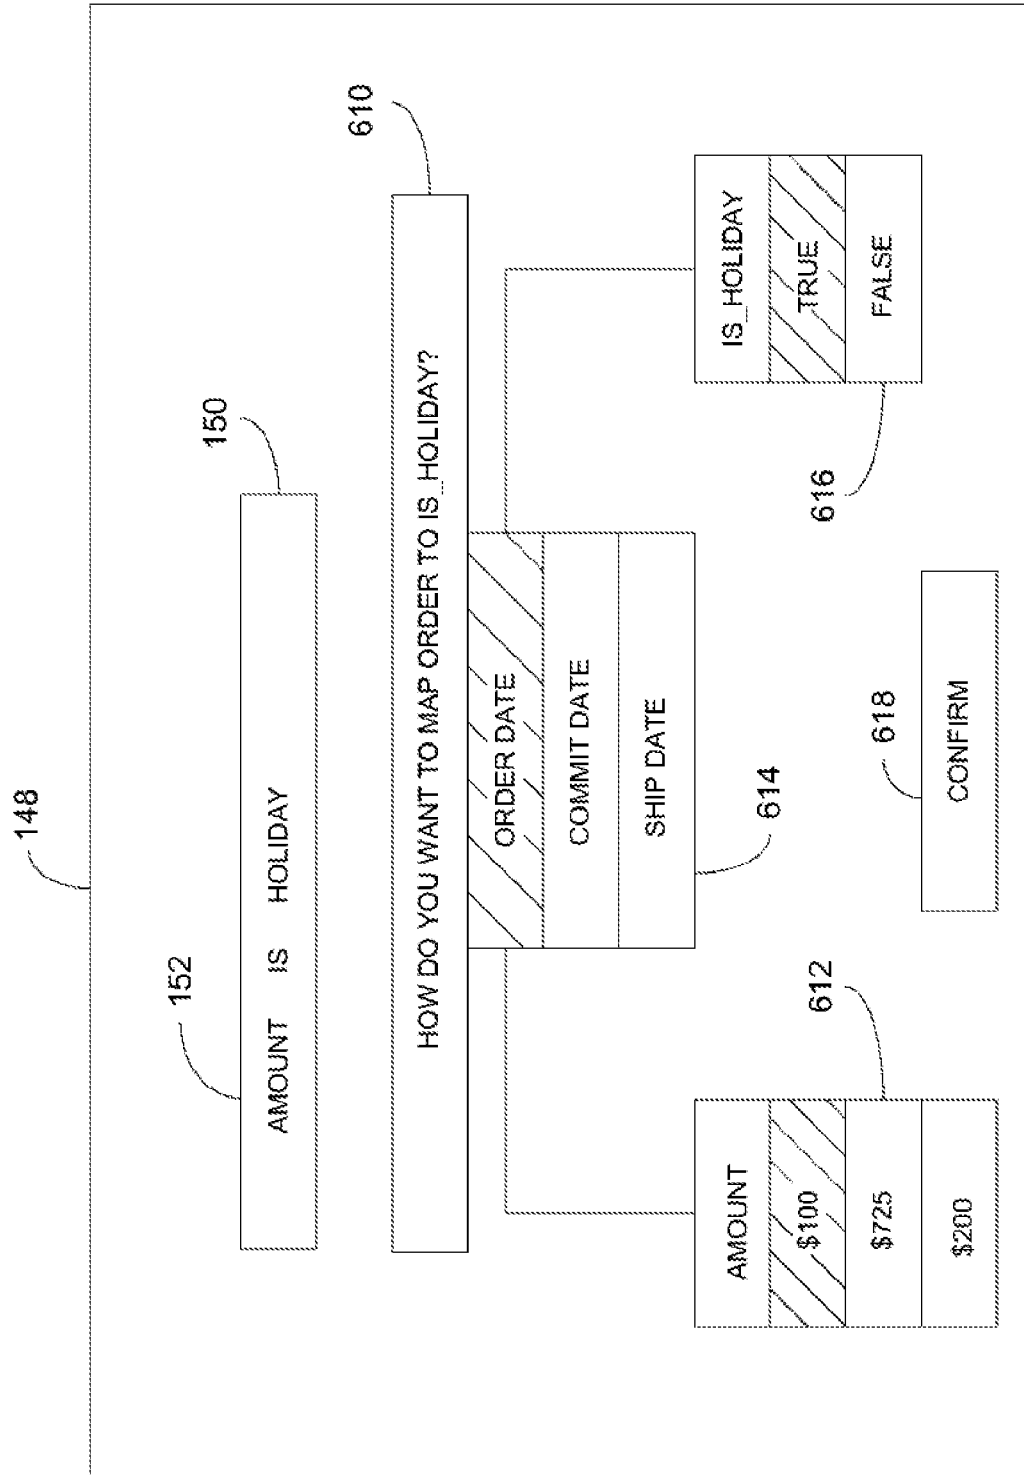 148
152
150
AMOUNT IS HOLIDAY
610
HOW DO YOU WANT TO MAP ORDER TO IS_HOLIDAY?
ORDER DATE
COMMIT DATE
SHIP DATE
614
612
AMOUNT
$100
$725
$200
616
IS_HOLIDAY
TRUE
FALSE
618
CONFIRM